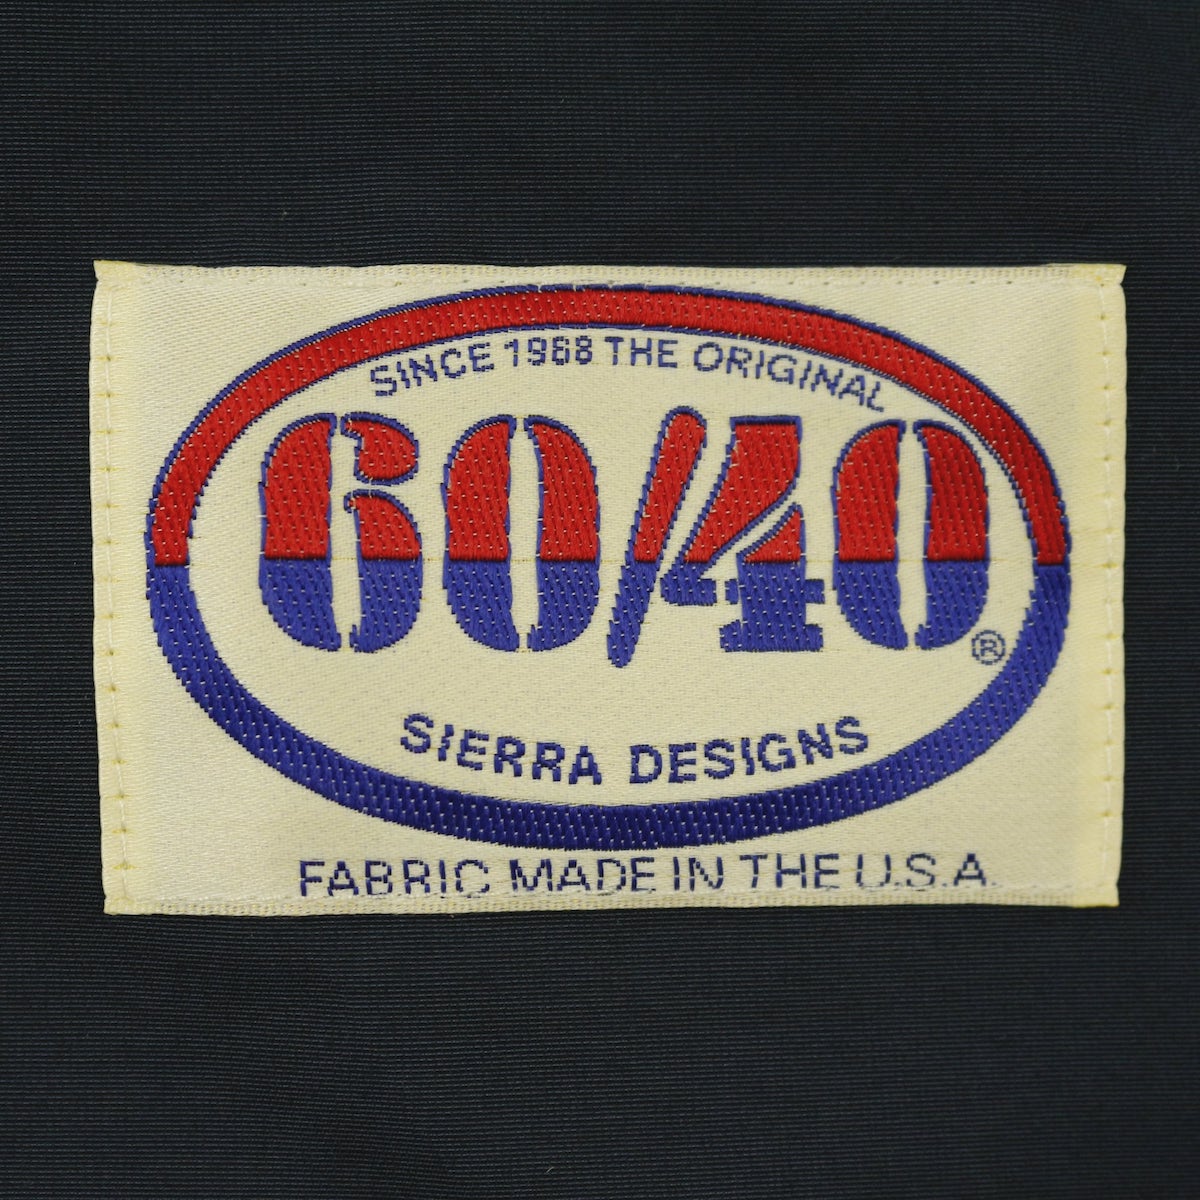 SINCE 1968 THE ORIGINAL
60/40®
SIERRA DESIGNS
FABRIC MADE IN THE U.S.A.